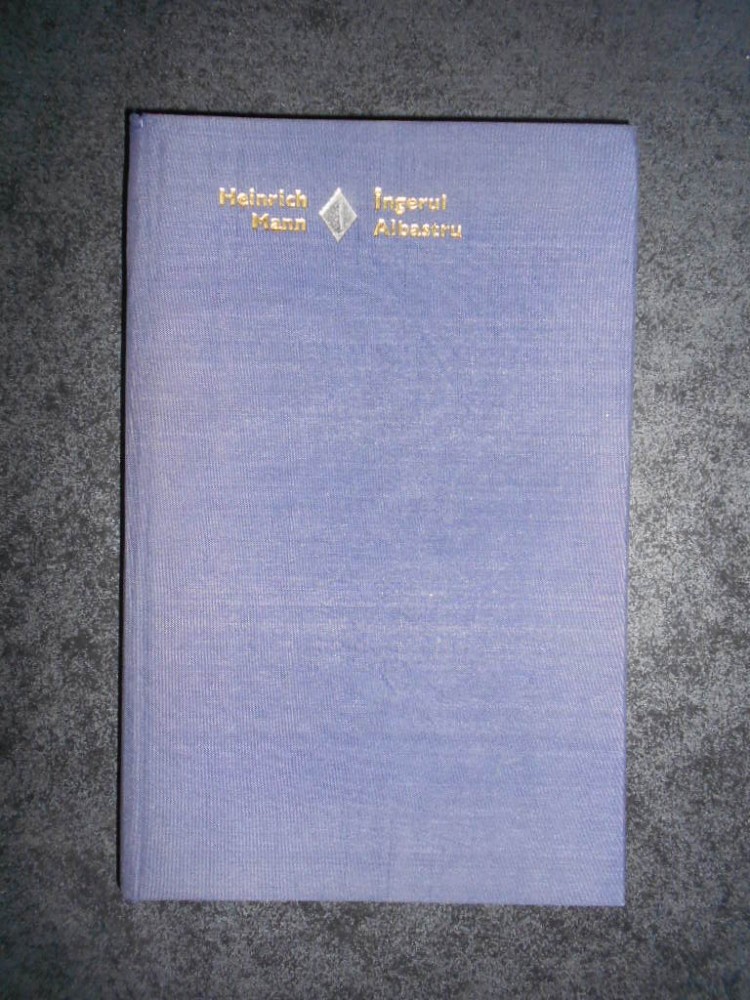 Heinrich
Mann
Îngerul
Albastru